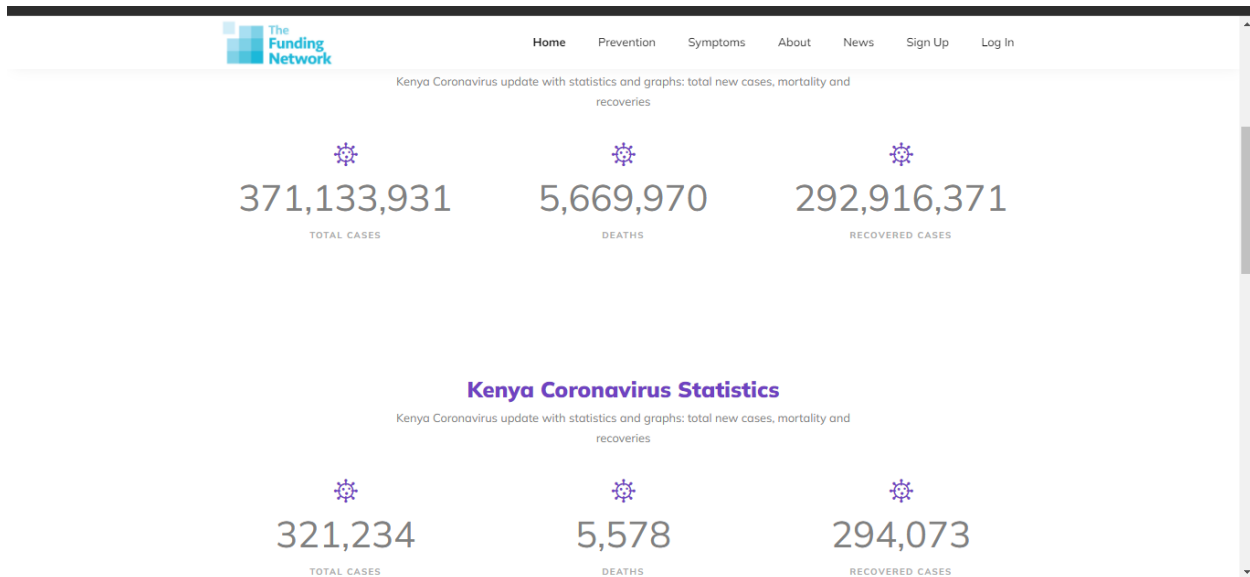 The
Funding
Network
Home Prevention Symptoms About News Sign Up Log In
Kenya Coronavirus update with statistics and graphs: total new cases, mortality and
recoveries
371,133,931 5,669,970 292,916,371
TOTAL CASES DEATHS RECOVERED CASES
Kenya Coronavirus Statistics
Kenya Coronavirus update with statistics and graphs: total new cases, mortality and
recoveries
321,234 5,578 294,073
TOTAL CASES DEATHS RECOVERED CASES